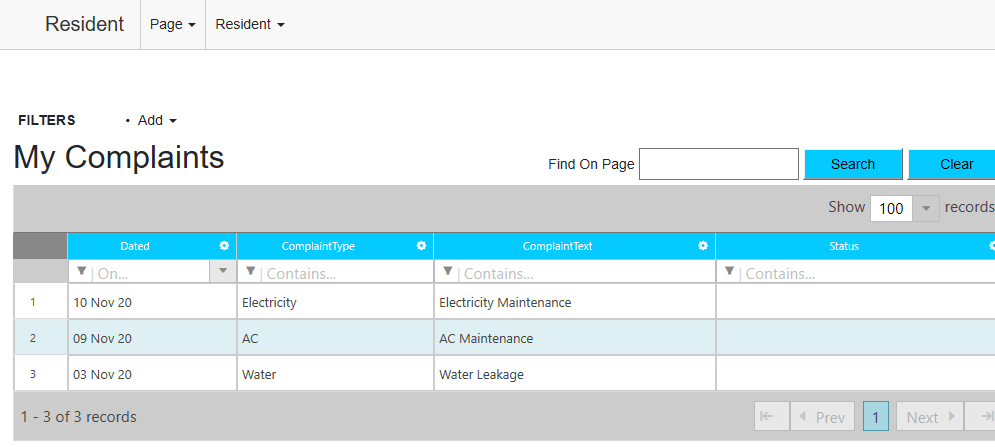 Resident Page Resident
FILTERS • Add
My Complaints
Find On Page Search Clear
Show 100 records
Dated ComplaintType ComplaintText Status
On... Contains... Contains... Contains...
1 10 Nov 20 Electricity Electricity Maintenance
2 09 Nov 20 AC AC Maintenance
3 03 Nov 20 Water Water Leakage
1 - 3 of 3 records Prev 1 Next